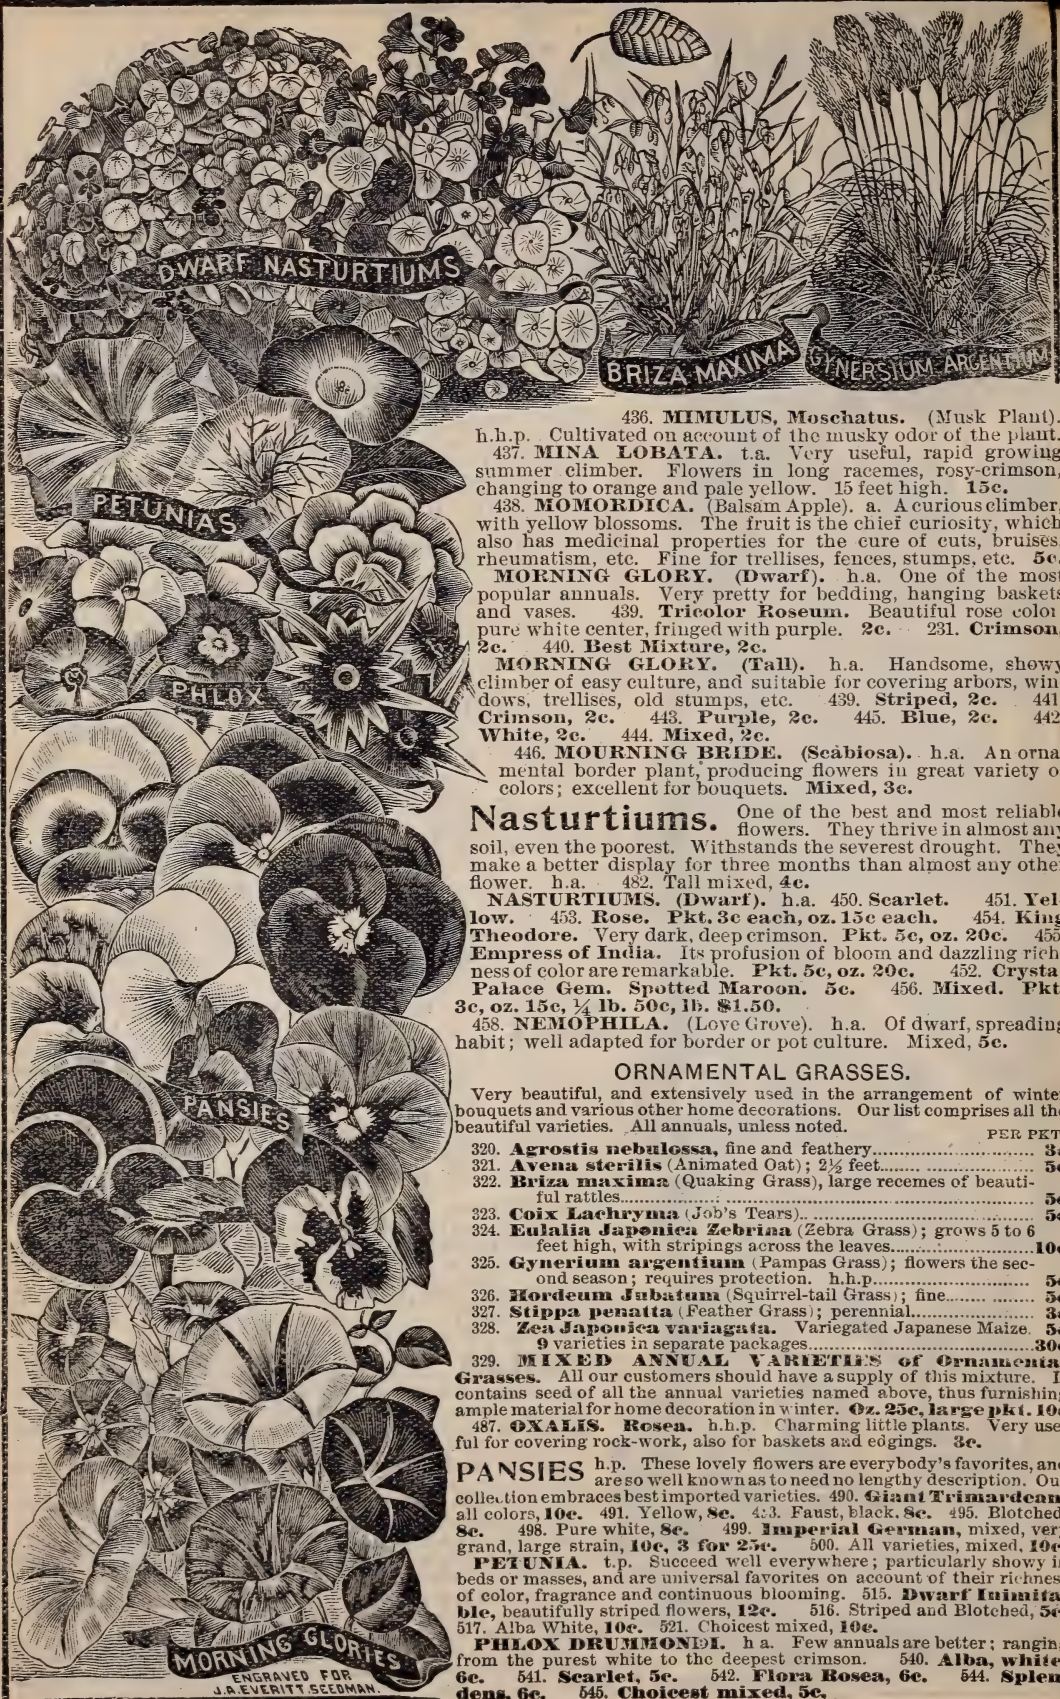 DWARF NASTURTIUMS
BRIZA MAXIMA
GYNERSIUM ARGENTIUM
PETUNIAS
PHLOX
PANSIES
MORNING GLORIES
ENGRAVED FOR
J.A. EVERITT. SEEDMAN.
436. MIMULUS, Moschatus. (Musk Plant).
h.h.p. Cultivated on account of the musky odor of the plant.
437. MINA LOBATA. t.a. Very useful, rapid growing
summer climber. Flowers in long racemes, rosy-crimson,
changing to orange and pale yellow. 15 feet high. 15c.
438. MOMORDICA. (Balsam Apple). a. A curious climber,
with yellow blossoms. The fruit is the chief curiosity, which
also has medicinal properties for the cure of cuts, bruises,
rheumatism, etc. Fine for trellises, fences, stumps, etc. 5c.
MORNING GLORY. (Dwarf). h.a. One of the most
popular annuals. Very pretty for bedding, hanging baskets
and vases. 439. Tricolor Roseum. Beautiful rose color
pure white center, fringed with purple. 2c. 231. Crimson
2c. 440. Best Mixture, 2c.
MORNING GLORY. (Tall). h.a. Handsome, showy
climber of easy culture, and suitable for covering arbors, win
dows, trellises, old stumps, etc. 439. Striped, 2c. 441
Crimson, 2c. 443. Purple, 2c. 445. Blue, 2c. 442
White, 2c. 444. Mixed, 2c.
446. MOURNING BRIDE. (Scabiosa). h.a. An orna
mental border plant, producing flowers in great variety o
colors; excellent for bouquets. Mixed, 3c.
Nasturtiums. One of the best and most reliable
flowers. They thrive in almost any
soil, even the poorest. Withstands the severest drought. They
make a better display for three months than almost any othe
flower. h.a. 482. Tall mixed, 4c.
NASTURTIUMS. (Dwarf). h.a. 450. Scarlet. 451. Yel-
low. 453. Rose. Pkt. 3c each, oz. 15c each. 454. King
Theodore. Very dark, deep crimson. Pkt. 5c, oz. 20c. 455
Empress of India. Its profusion of bloom and dazzling rich
ness of color are remarkable. Pkt. 5c, oz. 20c. 452. Crysta
Palace Gem. Spotted Maroon. 5c. 456. Mixed. Pkt
3c, oz. 15c, ¼ lb. 50c, lb. $1.50.
458. NEMOPHILA. (Love Grove). h.a. Of dwarf, spreading
habit; well adapted for border or pot culture. Mixed, 5c.
ORNAMENTAL GRASSES.
Very beautiful, and extensively used in the arrangement of winte
bouquets and various other home decorations. Our list comprises all th
beautiful varieties. All annuals, unless noted.
PER PKT
320. Agrostis nebulossa, fine and feathery 3
321. Avena sterilis (Animated Oat); 2½ feet 5
322. Briza maxima (Quaking Grass), large recemes of beauti-
ful rattles 5
323. Coix Lachryma (Job's Tears) 5
324. Eulalia Japonica Zebrina (Zebra Grass); grows 5 to 6
feet high, with stripings across the leaves 10
325. Gynerium argentium (Pampas Grass); flowers the sec-
ond season; requires protection. h.h.p 5
326. Hordeum Jubatum (Squirrel-tail Grass); fine 5
327. Stippa penatta (Feather Grass); perennial 3
328. Zea Japonica variagata. Variegated Japanese Maize. 5
9 varieties in separate packages 30
329. MIXED ANNUAL VARIETIES of Ornamenta
Grasses. All our customers should have a supply of this mixture. I
contains seed of all the annual varieties named above, thus furnishin
ample material for home decoration in winter. Oz. 25c, large pkt. 10
487. OXALIS. Rosea. h.h.p. Charming little plants. Very use
ful for covering rock-work, also for baskets and edgings. 3c.
PANSIES h.p. These lovely flowers are everybody's favorites, and
are so well known as to need no lengthy description. Ou
collection embraces best imported varieties. 490. Giant Trimardeau
all colors, 10c. 491. Yellow, 8c. 493. Faust, black, 8c. 495. Blotched
8c. 498. Pure white, 8c. 499. Imperial German, mixed, ver
grand, large strain, 10c, 3 for 25c. 500. All varieties, mixed, 10c
PETUNIA. t.p. Succeed well everywhere; particularly showy i
beds or masses, and are universal favorites on account of their richnes
of color, fragrance and continuous blooming. 515. Dwarf Inimita
ble, beautifully striped flowers, 12c. 516. Striped and Blotched, 5c
517. Alba White, 10c. 521. Choicest mixed, 10c.
PHLOX DRUMMONDI. h a. Few annuals are better; rangin
from the purest white to the deepest crimson. 540. Alba, white
6c. 541. Scarlet, 5c. 542. Flora Rosea, 6c. 544. Splen
dens, 6c. 545. Choicest mixed, 5c.